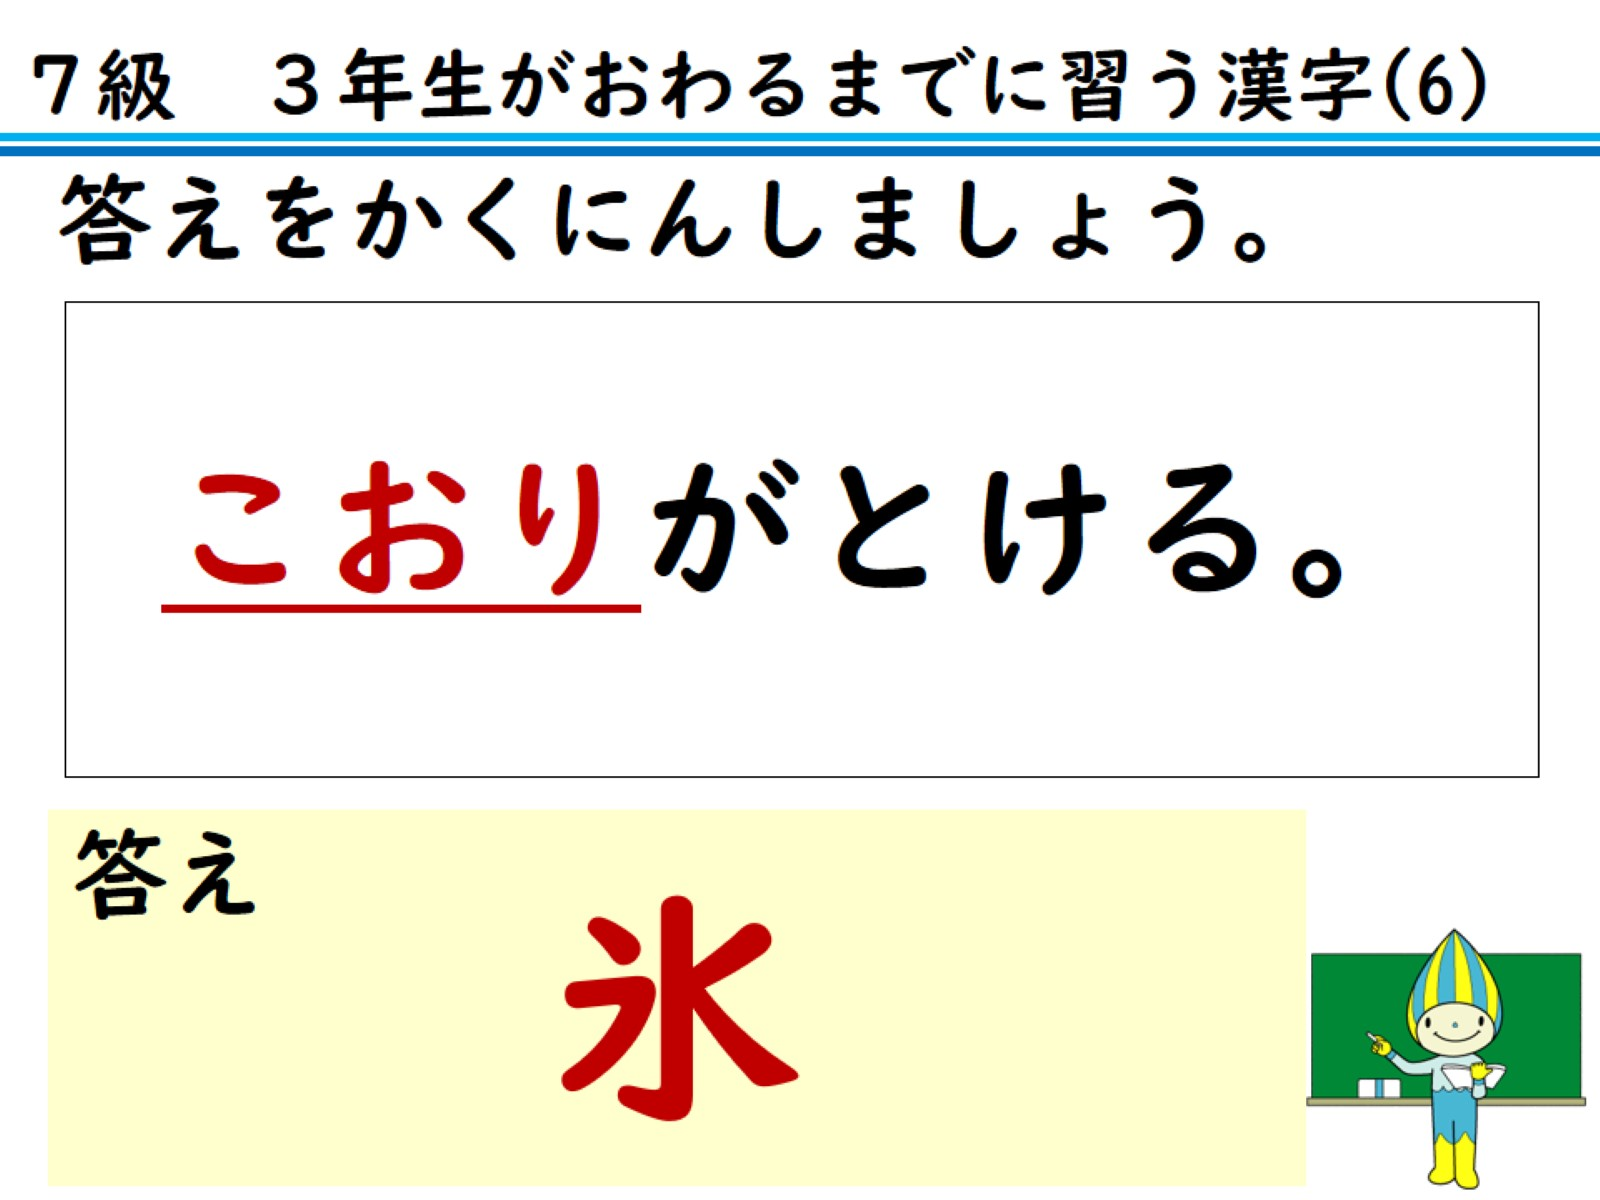 ７級　３年生がおわるまでに習う漢字(6)
答えをかくにんしましょう。
こおりがとける。
答え
氷